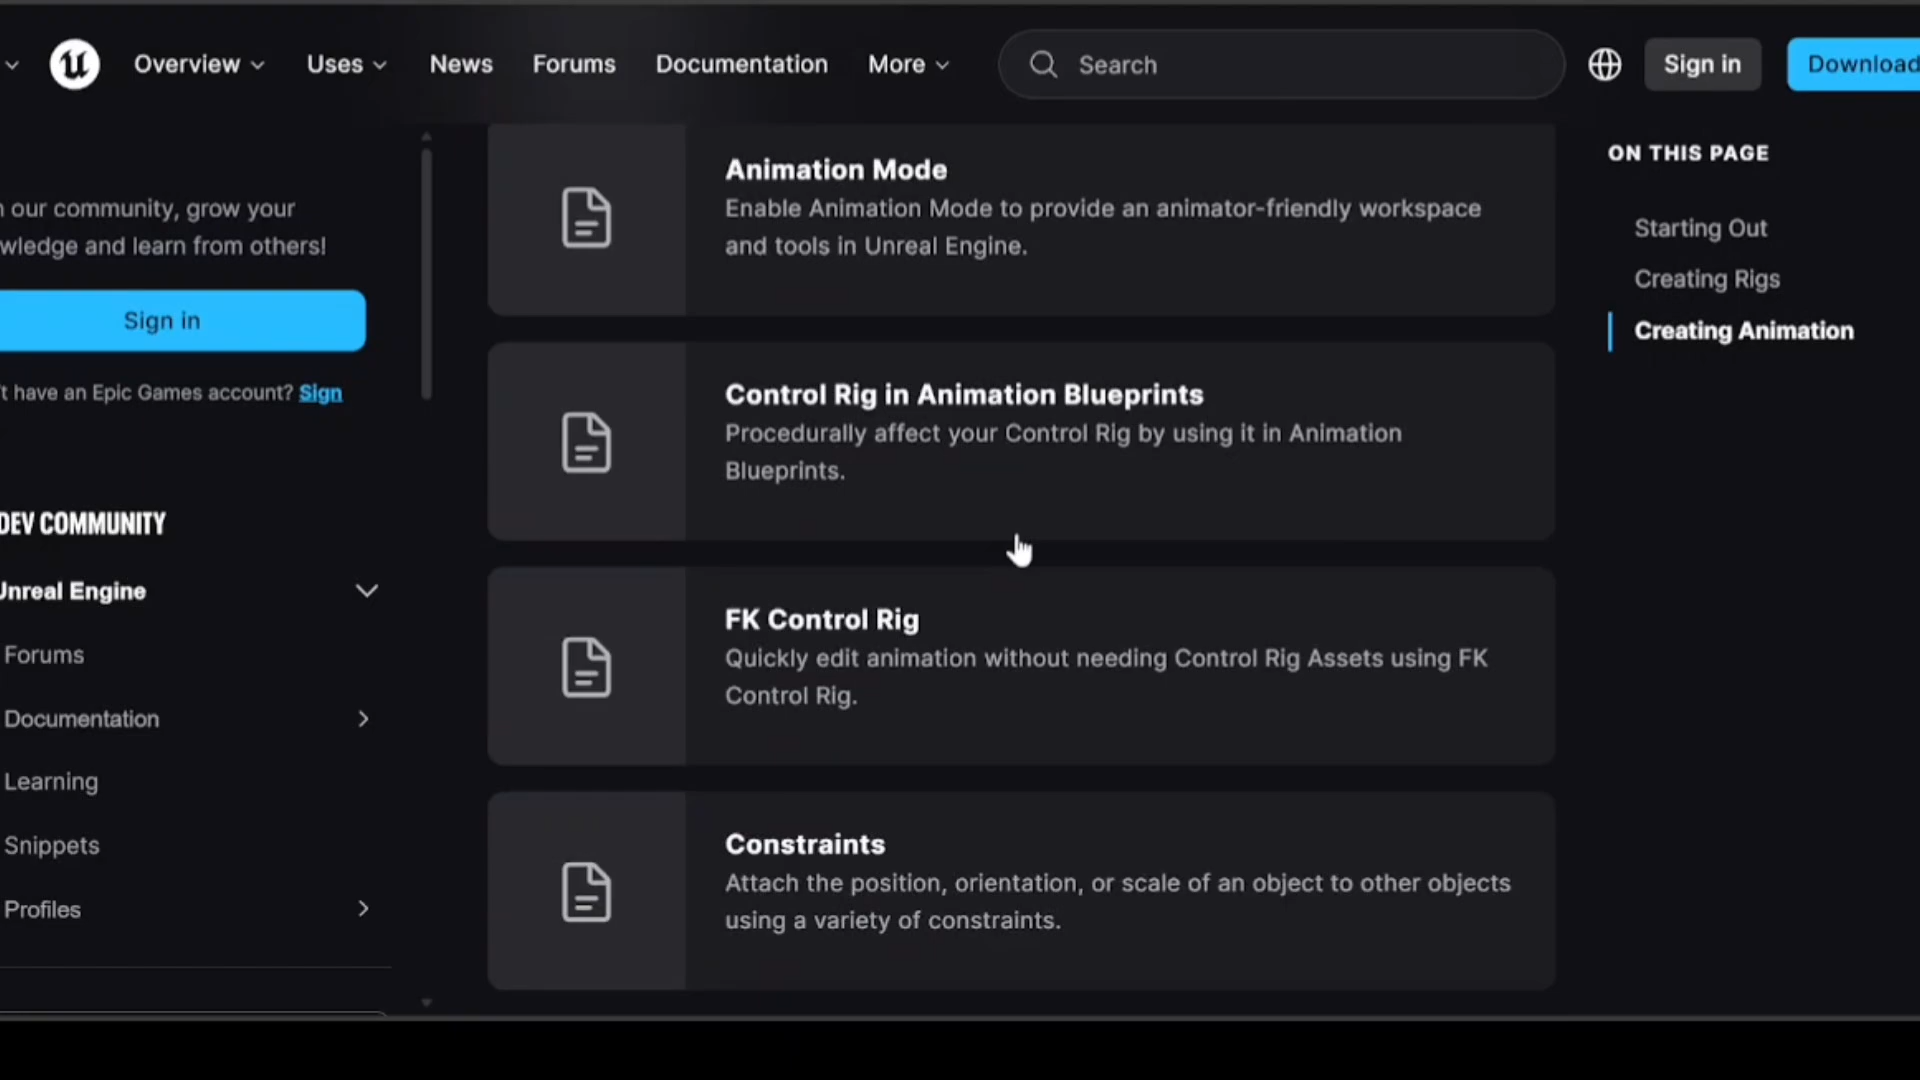 Overview
Uses
News
Forums
Documentation
More
Search
Sign in
Download
our community, grow your
wledge and learn from others!
Sign in
't have an Epic Games account? Sign
DEV COMMUNITY
Unreal Engine
Forums
Documentation
Learning
Snippets
Profiles
Animation Mode
Enable Animation Mode to provide an animator-friendly workspace
and tools in Unreal Engine.
Control Rig in Animation Blueprints
Procedurally affect your Control Rig by using it in Animation
Blueprints.
FK Control Rig
Quickly edit animation without needing Control Rig Assets using FK
Control Rig.
Constraints
Attach the position, orientation, or scale of an object to other objects
using a variety of constraints.
ON THIS PAGE
Starting Out
Creating Rigs
Creating Animation